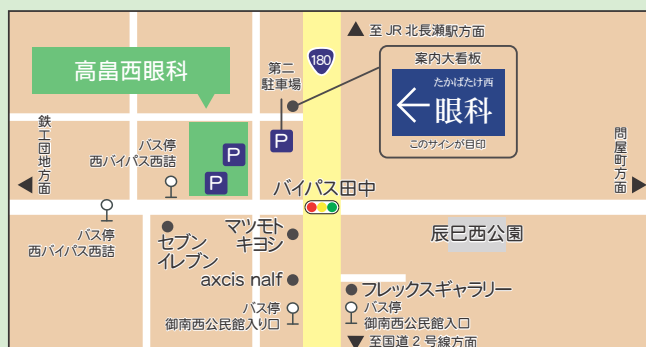 至 JR 北長瀬駅方面
180
高畠西眼科
第二
駐車場
案内大看板
たかばたけ西
眼科
このサインが目印
P
鉄工団地方面
バス停
西バイパス西詰
P
P
問屋町方面
バイパス田中
バス停
西バイパス西詰
セブン
イレブン
マツモト
キヨシ
辰巳西公園
axcis nalf
フレックスギャラリー
バス停
御南西公民館入り口
バス停
御南西公民館入口
至国道２号線方面